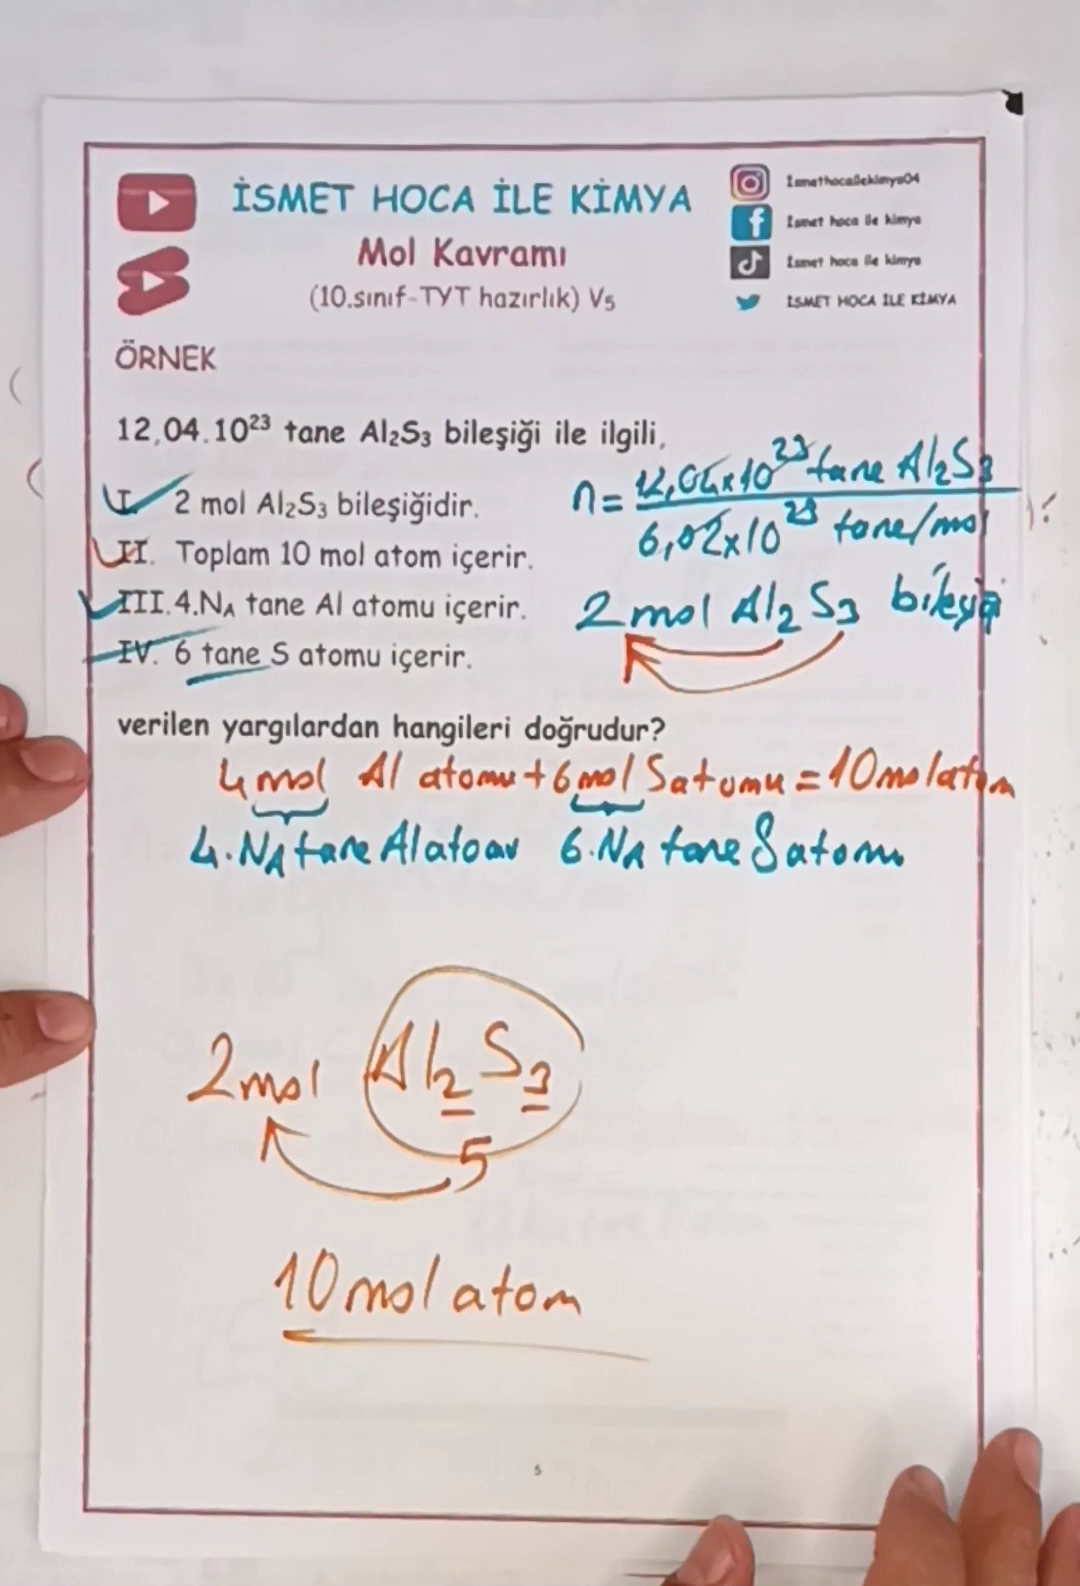 İSMET HOCA İLE KİMYA
Mol Kavramı
(10.sınıf-TYT hazırlık) V5
İsmethocailekimya04
İsmet hoca ile kimya
İsmet hoca ile kimya
İSMET HOCA İLE KİMYA
ÖRNEK
12,04.10²³ tane Al₂S₃ bileşiği ile ilgili,
I. 2 mol Al₂S₃ bileşiğidir.
II. Toplam 10 mol atom içerir.
III. 4.Nₐ tane Al atomu içerir.
IV. 6 tane S atomu içerir.
n = 12,04x10²³ tane Al₂S₃
6,02x10²³ tane/mol
2 mol Al₂S₃ bileşiği
verilen yargılardan hangileri doğrudur?
4 mol Al atomu + 6 mol S atomu = 10 mol atom
4.Nₐ tane Al atomu 6.Nₐ tane S atomu
2 mol Al₂S₃
5
10 mol atom
5